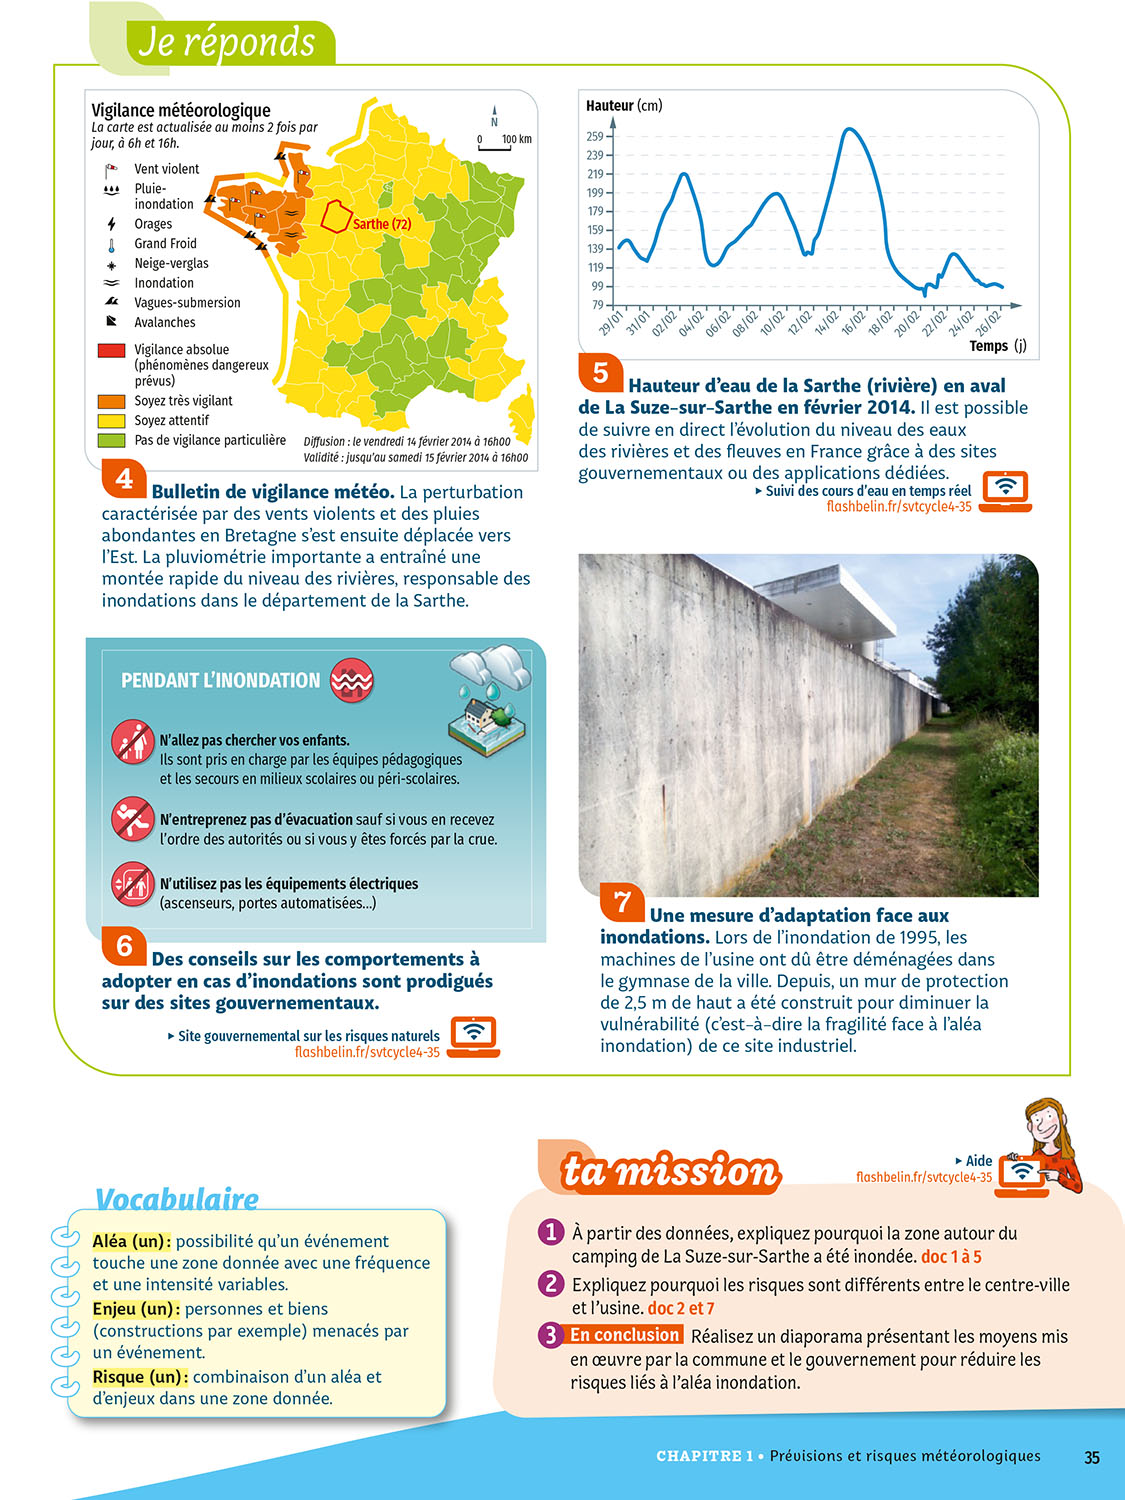 Je réponds
Vigilance météorologique
La carte est actualisée au moins 2 fois par
jour, à 6h et 16h.
N
0 100 km
Vent violent
Pluie-
inondation
Orages
Grand Froid
Neige-verglas
Inondation
Vagues-submersion
Avalanches
Vigilance absolue
(phénomènes dangereux
prévus)
Soyez très vigilant
Soyez attentif
Pas de vigilance particulière
Sarthe (72)
Diffusion : le vendredi 14 février 2014 à 16h00
Validité : jusqu'au samedi 15 février 2014 à 16h00
4 Bulletin de vigilance météo. La perturbation
caractérisée par des vents violents et des pluies
abondantes en Bretagne s'est ensuite déplacée vers
l'Est. La pluviométrie importante a entraîné une
montée rapide du niveau des rivières, responsable des
inondations dans le département de la Sarthe.
Hauteur (cm)
259
239
219
199
179
159
139
119
99
79
29/01 31/01 02/02 04/02 06/02 08/02 10/02 12/02 14/02 16/02 18/02 20/02 22/02 24/02 26/02
Temps (j)
5 Hauteur d'eau de la Sarthe (rivière) en aval
de La Suze-sur-Sarthe en février 2014. Il est possible
de suivre en direct l'évolution du niveau des eaux
des rivières et des fleuves en France grâce à des sites
gouvernementaux ou des applications dédiées.
▸ Suivi des cours d'eau en temps réel
flashbelin.fr/svtcycle4-35
PENDANT L'INONDATION
N'allez pas chercher vos enfants.
Ils sont pris en charge par les équipes pédagogiques
et les secours en milieux scolaires ou péri-scolaires.
N'entreprenez pas d'évacuation sauf si vous en recevez
l'ordre des autorités ou si vous y êtes forcés par la crue.
N'utilisez pas les équipements électriques
(ascenseurs, portes automatisées...)
6 Des conseils sur les comportements à
adopter en cas d'inondations sont prodigués
sur des sites gouvernementaux.
▸ Site gouvernemental sur les risques naturels
flashbelin.fr/svtcycle4-35
7 Une mesure d'adaptation face aux
inondations. Lors de l'inondation de 1995, les
machines de l'usine ont dû être déménagées dans
le gymnase de la ville. Depuis, un mur de protection
de 2,5 m de haut a été construit pour diminuer la
vulnérabilité (c'est-à-dire la fragilité face à l'aléa
inondation) de ce site industriel.
Vocabulaire
Aléa (un) : possibilité qu'un événement
touche une zone donnée avec une fréquence
et une intensité variables.
Enjeu (un) : personnes et biens
(constructions par exemple) menacés par
un événement.
Risque (un) : combinaison d'un aléa et
d'enjeux dans une zone donnée.
ta mission
▸ Aide
flashbelin.fr/svtcycle4-35
1 À partir des données, expliquez pourquoi la zone autour du
camping de La Suze-sur-Sarthe a été inondée. doc 1 à 5
2 Expliquez pourquoi les risques sont différents entre le centre-ville
et l'usine. doc 2 et 7
3 En conclusion Réalisez un diaporama présentant les moyens mis
en œuvre par la commune et le gouvernement pour réduire les
risques liés à l'aléa inondation.
CHAPITRE 1 • Prévisions et risques météorologiques 35